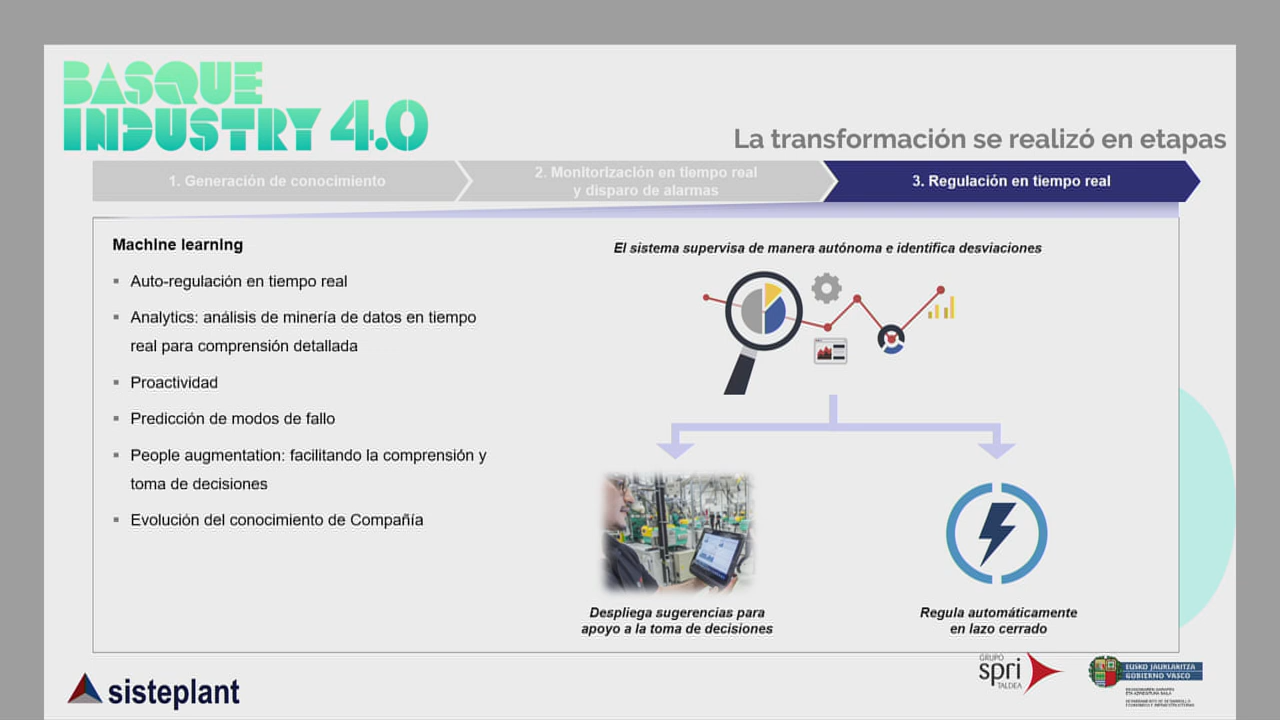 BASQUE
INDUSTRY 4.0
La transformación se realizó en etapas
1. Generación de conocimiento
2. Monitorización en tiempo real
y disparo de alarmas
3. Regulación en tiempo real
Machine learning
Auto-regulación en tiempo real
Analytics: análisis de minería de datos en tiempo
real para comprensión detallada
Proactividad
Predicción de modos de fallo
People augmentation: facilitando la comprensión y
toma de decisiones
Evolución del conocimiento de Compañía
El sistema supervisa de manera autónoma e identifica desviaciones
Despliega sugerencias para
apoyo a la toma de decisiones
Regula automáticamente
en lazo cerrado
sisteplant
GRUPO
spri
TALDEA
EUSKO JAURLARITZA
GOBIERNO VASCO